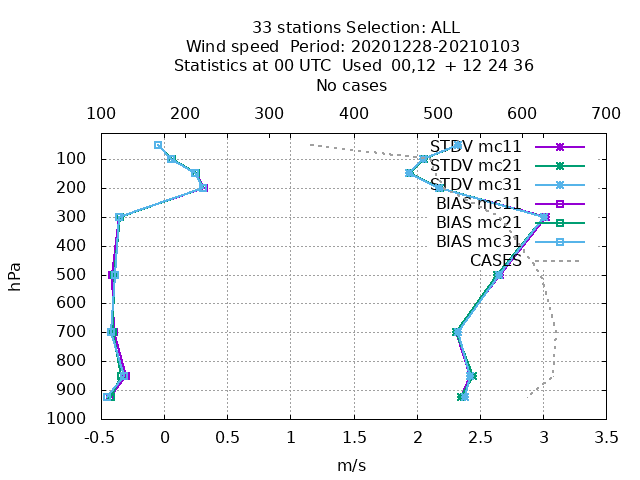 33 stations Selection: ALL
Wind speed  Period: 20201228-20210103
Statistics at 00 UTC  Used  00,12  + 12 24 36
No cases
100 200 300 400 500 600 700
STDV mc11
STDV mc21
STDV mc31
BIAS mc11
BIAS mc21
BIAS mc31
CASES
100
200
300
400
500
600
700
800
900
1000
hPa
-0.5 0 0.5 1 1.5 2 2.5 3 3.5
m/s